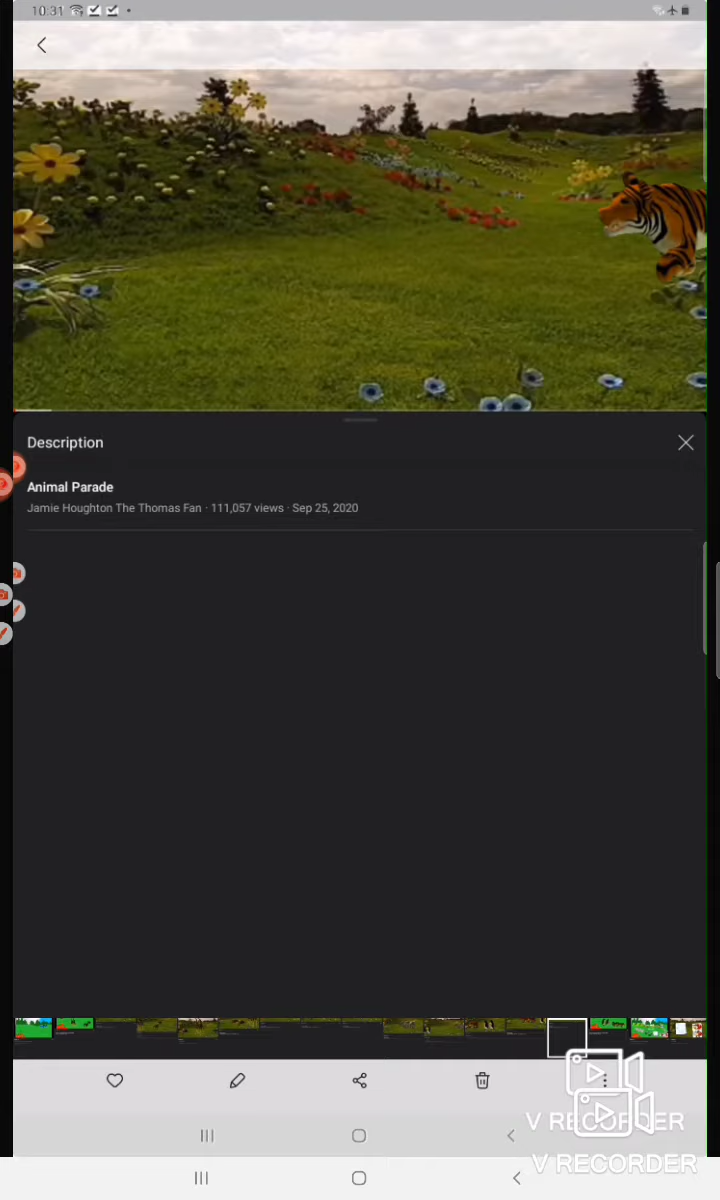 10:31
Description
Animal Parade
Jamie Houghton The Thomas Fan · 111,057 views · Sep 25, 2020
V RECORDER
V RECORDER